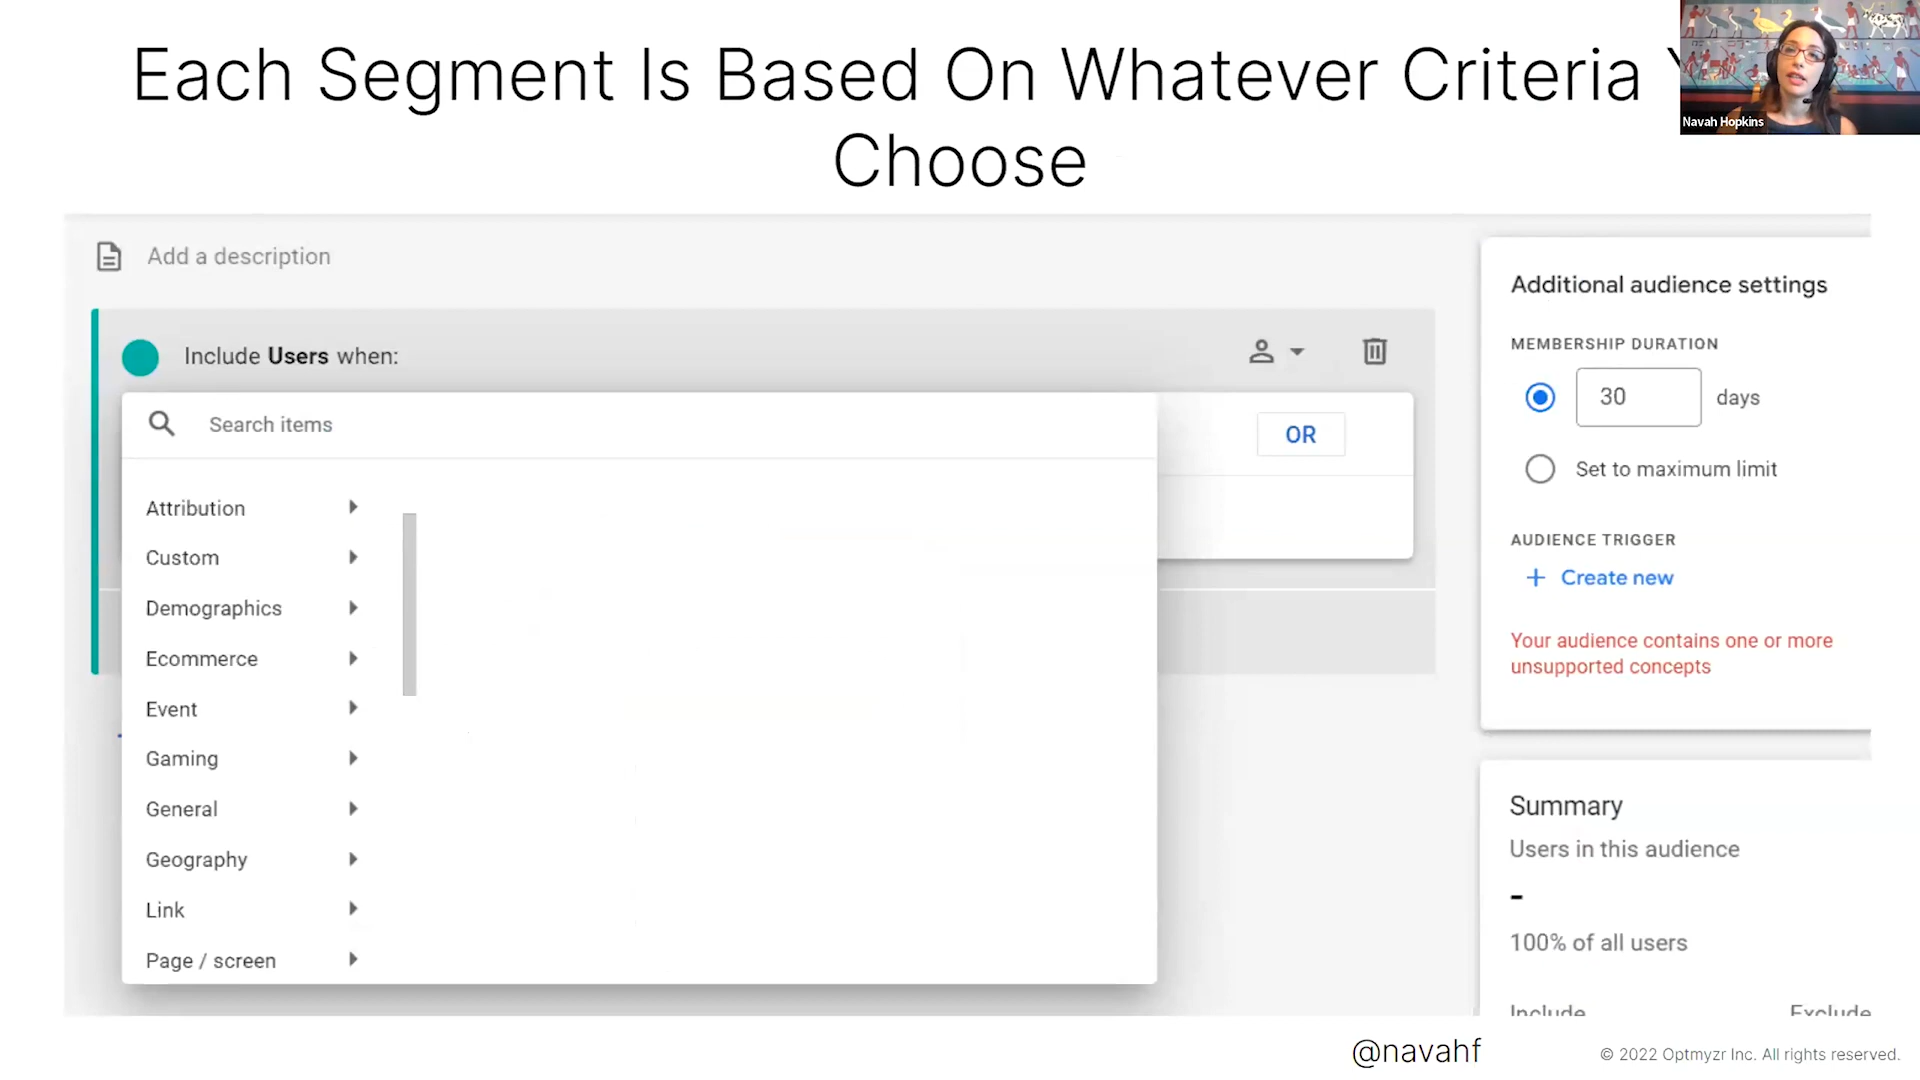 Each Segment Is Based On Whatever Criteria
Choose
Navah Hopkins
Add a description
Include Users when:
Search items
OR
Attribution
Custom
Demographics
Ecommerce
Event
Gaming
General
Geography
Link
Page / screen
Additional audience settings
MEMBERSHIP DURATION
30 days
Set to maximum limit
AUDIENCE TRIGGER
+ Create new
Your audience contains one or more
unsupported concepts
Summary
Users in this audience
-
100% of all users
Include Exclude
@navahf
© 2022 Optmyzr Inc. All rights reserved.